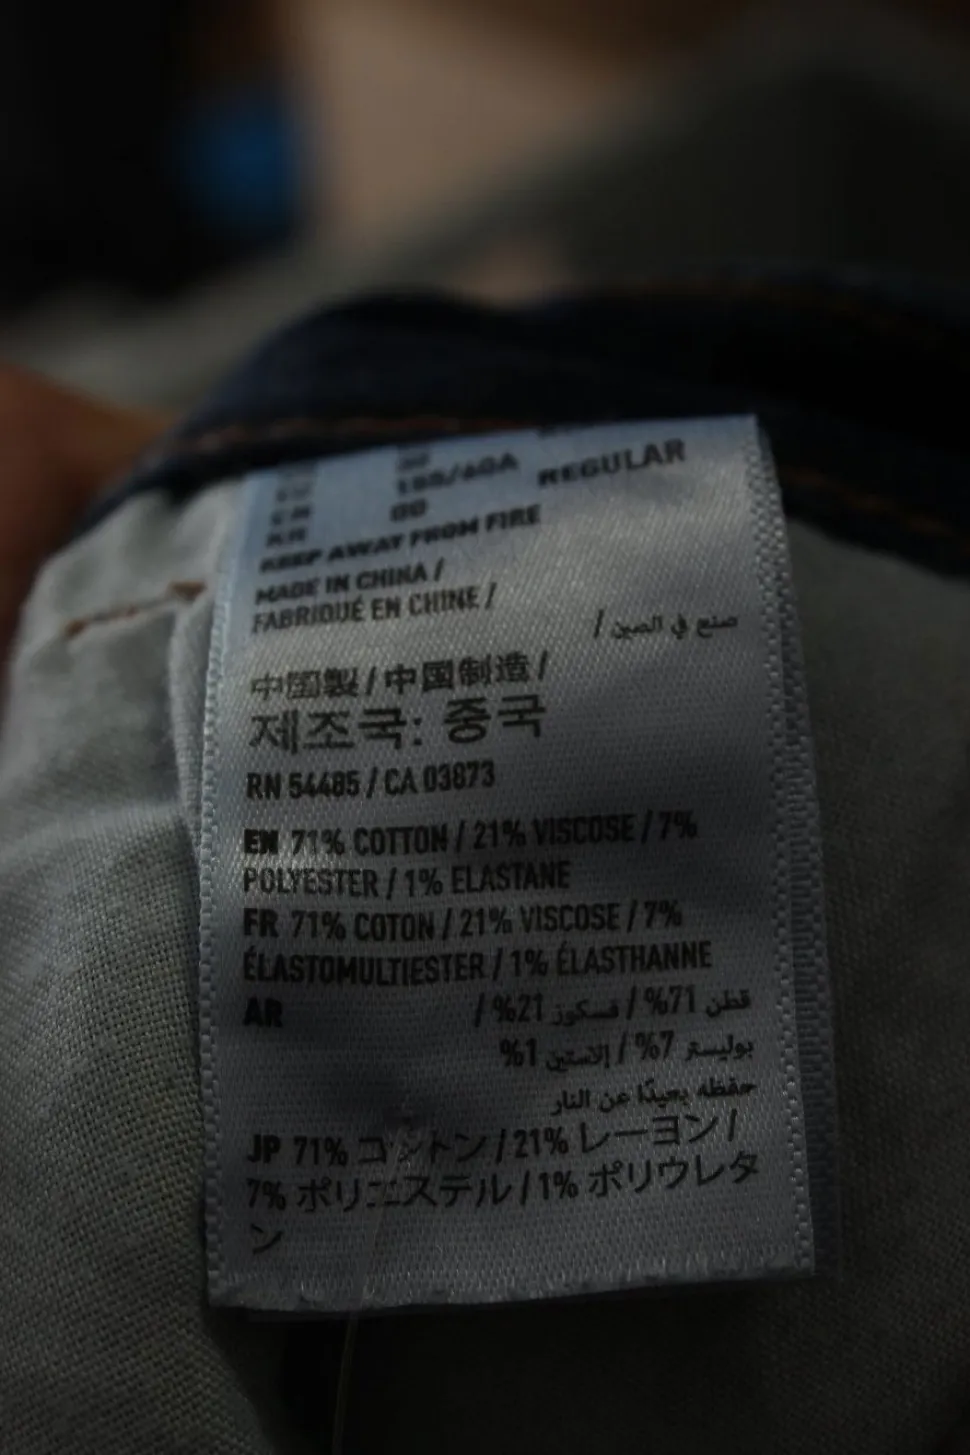 REGULAR
00
KEEP AWAY FROM FIRE
MADE IN CHINA /
FABRIQUÉ EN CHINE /
صنع في الصين /
中国製 / 中国制造 /
제조국: 중국
RN 54485 / CA 03873
EN 71% COTTON / 21% VISCOSE / 7%
POLYESTER / 1% ELASTANE
FR 71% COTON / 21% VISCOSE / 7%
ÉLASTOMULTIESTER / 1% ÉLASTHANNE
AR قطن 71% / فسكوز 21% /
بوليستر 7% / إلاستين 1%
حفظه بعيدًا عن النار
JP 71% コットン / 21% レーヨン /
7% ポリエステル / 1% ポリウレタ
ン